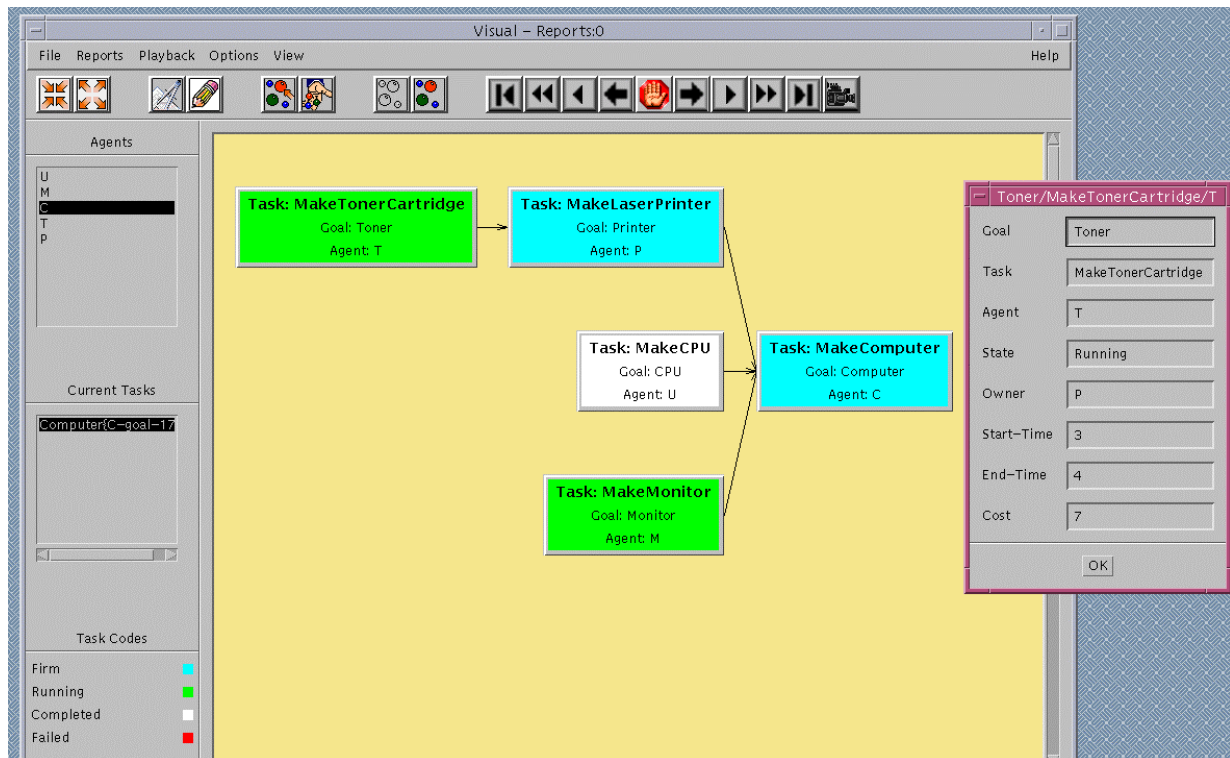 Visual – Reports:0
File Reports Playback Options View Help
Agents
U
M
C
T
P
Current Tasks
Computer{C-goal-17
Task Codes
Firm
Running
Completed
Failed
Task: MakeTonerCartridge
Goal: Toner
Agent: T
Task: MakeLaserPrinter
Goal: Printer
Agent: P
Task: MakeCPU
Goal: CPU
Agent: U
Task: MakeComputer
Goal: Computer
Agent: C
Task: MakeMonitor
Goal: Monitor
Agent: M
Toner/MakeTonerCartridge/T
Goal Toner
Task MakeTonerCartridge
Agent T
State Running
Owner P
Start-Time 3
End-Time 4
Cost 7
OK